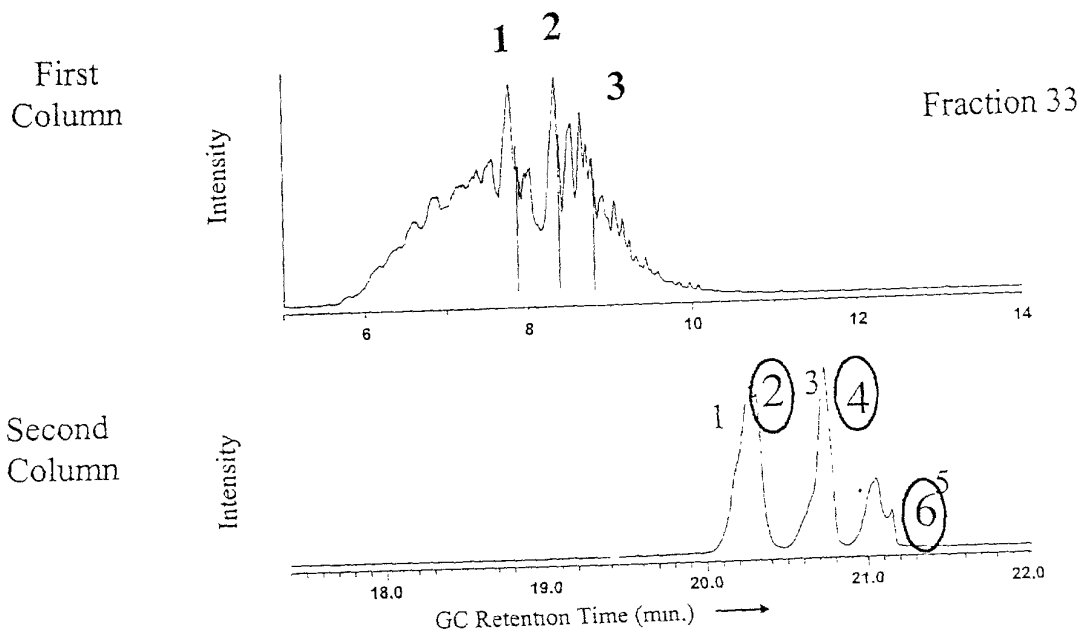 1 2 3
First
Column
Fraction 33
Intensity
6 8 10 12 14
Second
Column
1 2 3 4 5 6
Intensity
18.0 19.0 20.0 21.0 22.0
GC Retention Time (min.)